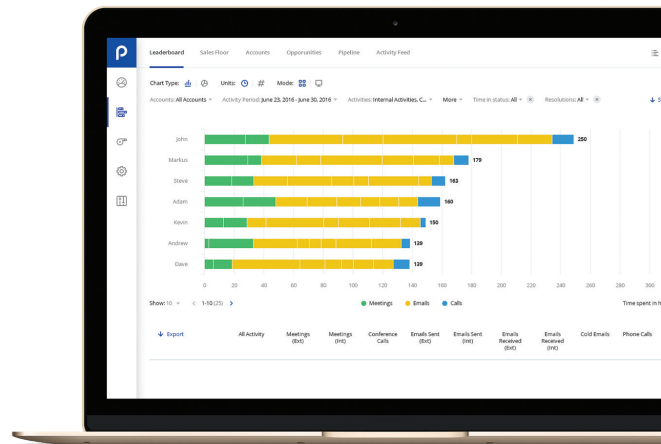 Leaderboard Sales Floor Accounts Opporunities Pipeline Activity Feed
Chart Type: Units: # Mode:
Accounts: All Accounts Activity Period: June 23, 2016 - June 30, 2016 Activities: Internal Activities, C... More Time in status: All Resolutions: All S
John 250
Markus 179
Steve 163
Adam 160
Kevin 150
Andrew 139
Dave 139
0 20 40 60 80 100 120 140 160 180 200 220 240 260 280 300
Show: 10 1-10 (25) Meetings Emails Calls Time spent in h
Export All Activity Meetings (Ext) Meetings (Int) Conference Calls Emails Sent (Ext) Emails Sent (Int) Emails Received (Ext) Emails Received (Int) Cold Emails Phone Calls